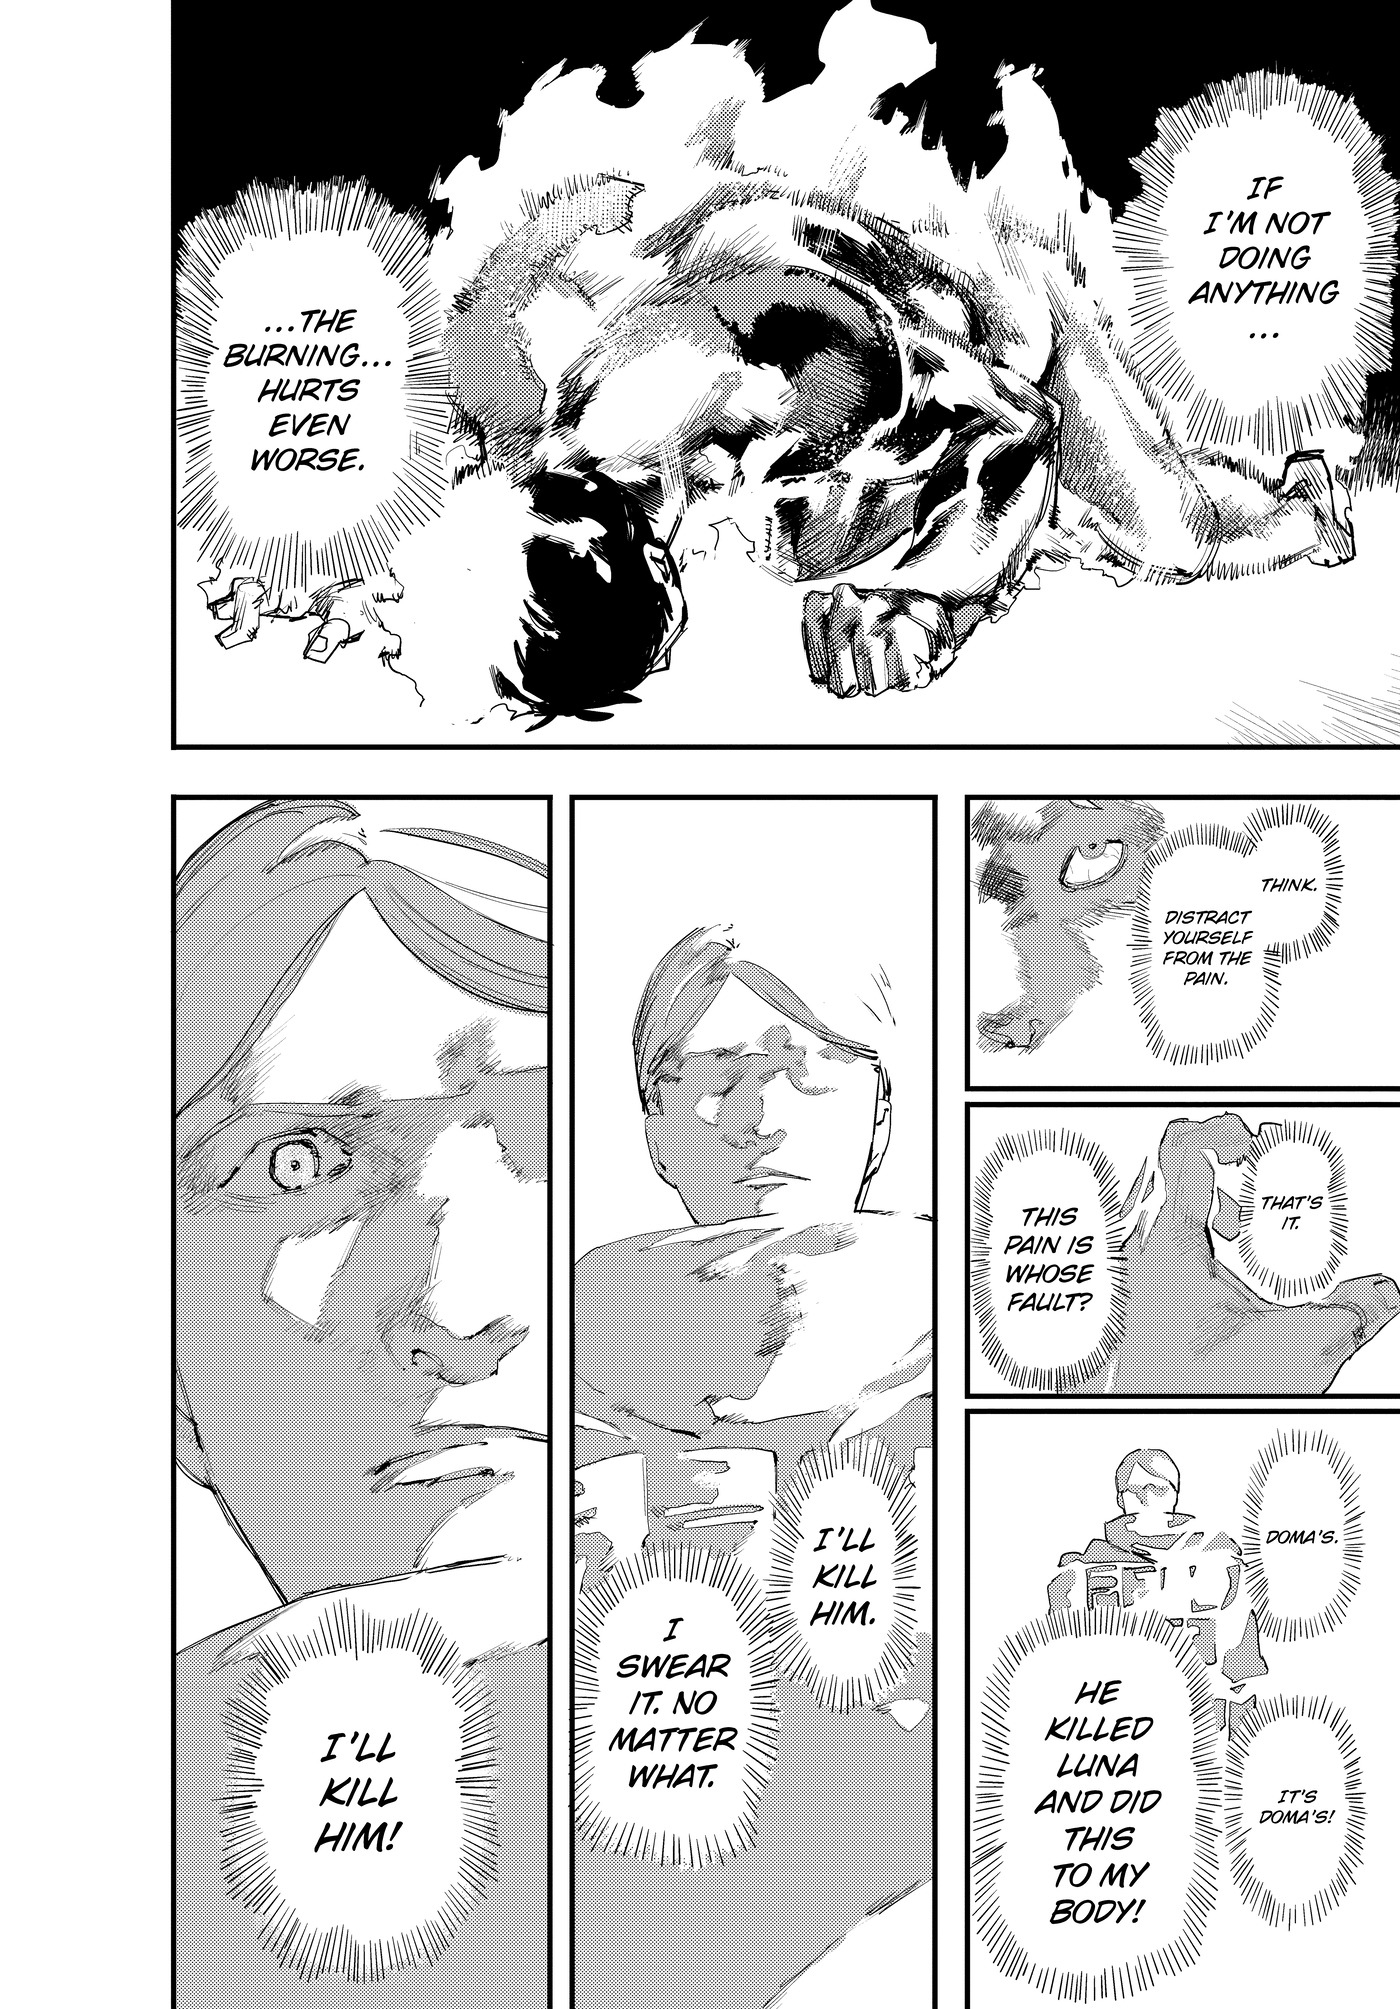 IF
I'M NOT
DOING
ANYTHING
...
...THE
BURNING...
HURTS
EVEN
WORSE.
THINK.
DISTRACT
YOURSELF
FROM THE
PAIN.
THAT'S
IT.
THIS
PAIN IS
WHOSE
FAULT?
DOMA'S.
IT'S
DOMA'S!
HE
KILLED
LUNA
AND DID
THIS
TO MY
BODY!
I'LL
KILL
HIM.
I
SWEAR
IT. NO
MATTER
WHAT.
I'LL
KILL
HIM!